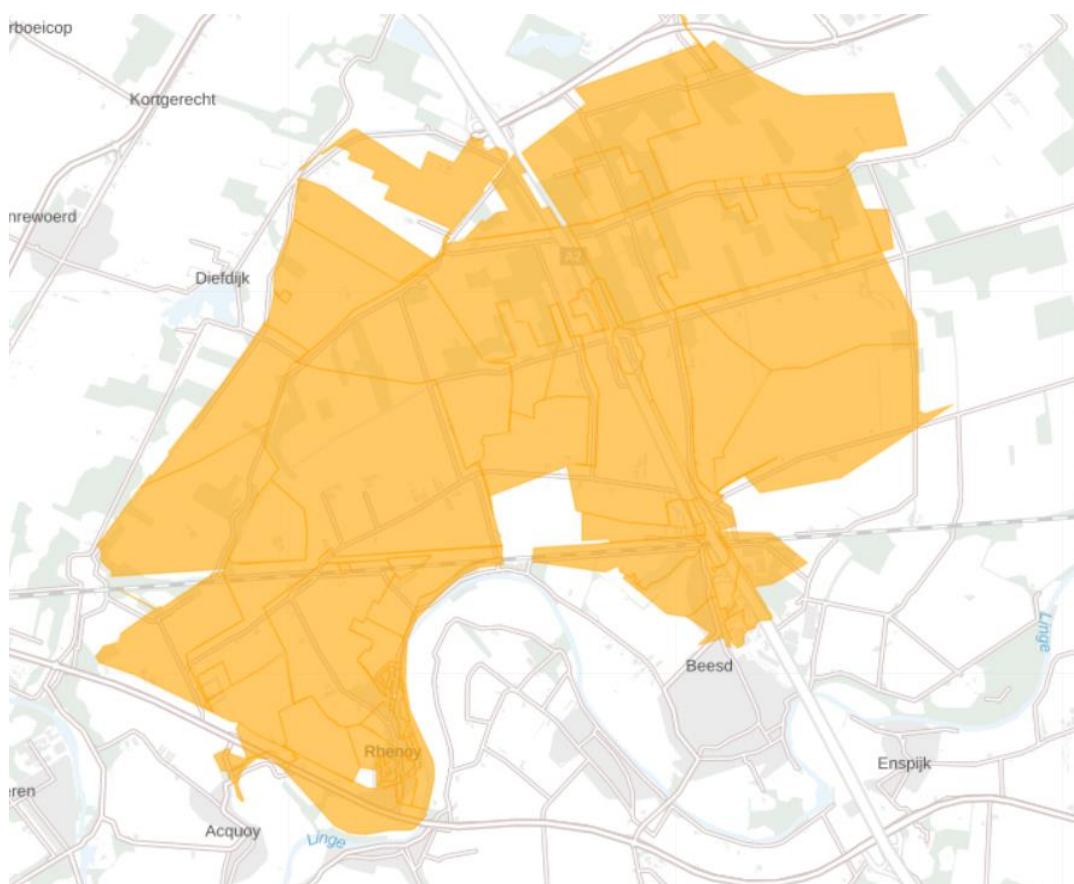 rboeicop
Kortgerecht
nrewoerd
Diefdijk
A2
Linge
Beesd
Rhenoy
Enspijk
eren
Acquoy
Linge